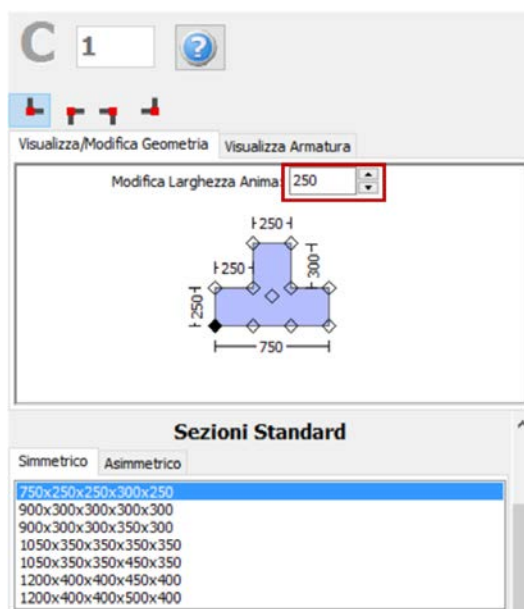 C 1 ?
Visualizza/Modifica Geometria Visualizza Armatura
Modifica Larghezza Anima: 250
250
250
300
250
750
Sezioni Standard
Simmetrico Asimmetrico
750x250x250x300x250
900x300x300x300x300
900x300x300x350x300
1050x350x350x350x350
1050x350x350x450x350
1200x400x400x450x400
1200x400x400x500x400